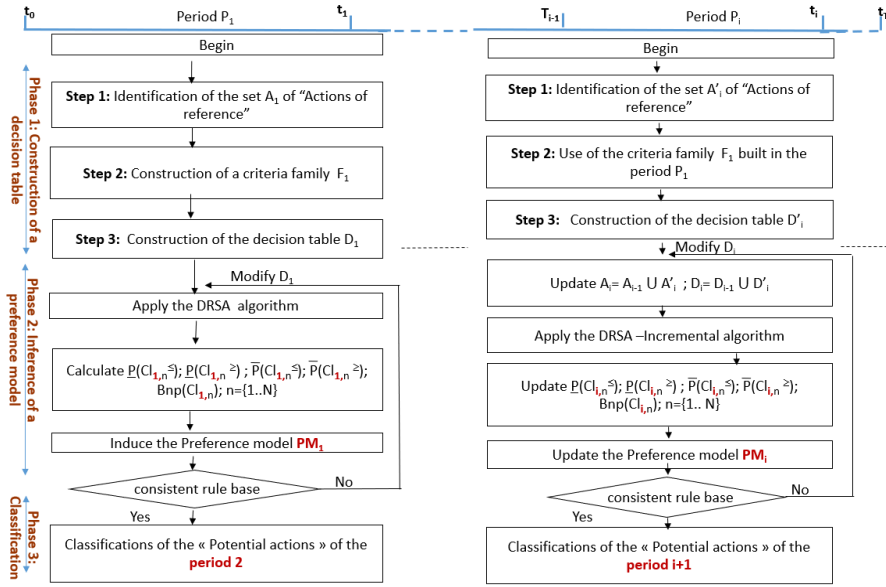 t0 Period P1 t1
Begin
Phase 1: Construction of a
decision table
Step 1: Identification of the set A1 of “Actions of
reference”
Step 2: Construction of a criteria family F1
Step 3: Construction of the decision table D1
Phase 2: Inference of a
preference model
Modify D1
Apply the DRSA algorithm
Calculate P(Cl1,n≤); P(Cl1,n ≥) ; P̅(Cl1,n≤); P̅(Cl1,n ≥);
Bnp(Cl1,n); n={1..N}
Induce the Preference model PM1
consistent rule base
No
Yes
Phase 3:
Classification
Classifications of the « Potential actions » of the
period 2
Ti-1 Period Pi ti tT
Begin
Step 1: Identification of the set A’i of “Actions of
reference”
Step 2: Use of the criteria family F1 built in the
period P1
Step 3: Construction of the decision table D’i
Modify Di
Update Ai= Ai-1 U A’i ; Di= Di-1 U D’i
Apply the DRSA –Incremental algorithm
Update P(Cli,n≤); P(Cli,n ≥) ; P̅(Cli,n≤); P̅(Cli,n ≥);
Bnp(Cli,n); n={1.. N}
Update the Preference model PMi
consistent rule base
No
Yes
Classifications of the « Potential actions » of the
period i+1